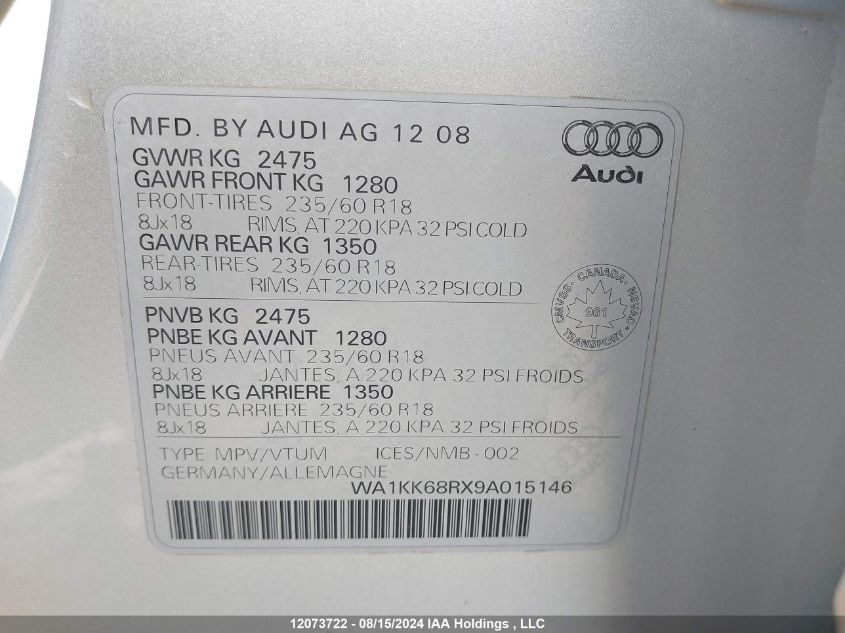 MFD. BY AUDI AG 12 08
GVWR KG 2475
GAWR FRONT KG 1280
FRONT-TIRES 235/60 R18
8Jx18 RIMS, AT 220 KPA 32 PSI COLD
GAWR REAR KG 1350
REAR-TIRES 235/60 R18
8Jx18 RIMS, AT 220 KPA 32 PSI COLD
Audi
CMVSS - CANADA - NSVAC
961
TRANSPORT
PNVB KG 2475
PNBE KG AVANT 1280
PNEUS AVANT 235/60 R18
8Jx18 JANTES, A 220 KPA 32 PSI FROIDS
PNBE KG ARRIERE 1350
PNEUS ARRIERE 235/60 R18
8Jx18 JANTES, A 220 KPA 32 PSI FROIDS
TYPE MPV/VTUM ICES/NMB - 002
GERMANY/ALLEMAGNE
WA1KK68RX9A015146
12073722 - 08/15/2024 IAA Holdings , LLC